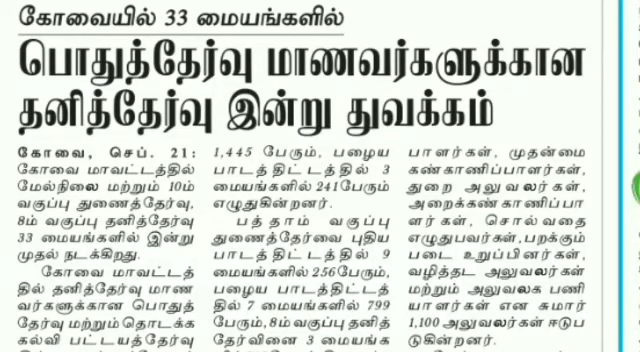 கோவையில் 33 மையங்களில்
பொதுத்தேர்வு மாணவர்களுக்கான
தனித்தேர்வு இன்று துவக்கம்
கோவை, செப். 21:
கோவை மாவட்டத்தில்
மேல்நிலை மற்றும் 10ம்
வகுப்பு துணைத்தேர்வு,
8ம் வகுப்பு தனித்தேர்வு
33 மையங்களில் இன்று
முதல் நடக்கிறது.
கோவை மாவட்டத்
தில் தனித்தேர்வு மாண
வர்களுக்கான பொதுத்
தேர்வு மற்றும் தொடக்க
கல்வி பட்டயத்தேர்வு
1,445 பேரும், பழைய
பாடத்திட்டத்தில் 3
மையங்களில் 241பேரும்
எழுதுகின்றனர்.
பத்தாம் வகுப்பு
துணைத்தேர்வை புதிய
பாடத்திட்டத்தில் 9
மையங்களில் 256பேரும்,
பழைய பாடத்திட்டத்
தில் 7 மையங்களில் 799
பேரும், 8ம் வகுப்பு தனித்
தேர்வினை 3 மையங்க
பாளர்கள், முதன்மை
கண்காணிப்பாளர்கள்,
துறை அலுவலர்கள்,
அறைக்கண்காணிப்பா
ளர்கள், சொல்வதை
எழுதுபவர்கள்,பறக்கும்
படை உறுப்பினர்கள்,
வழித்தட அலுவலர்கள்
மற்றும் அலுவலக பணி
யாளர்கள் என சுமார்
1,100 அலுவலர்கள் ஈடுப
டுகின்றனர்.